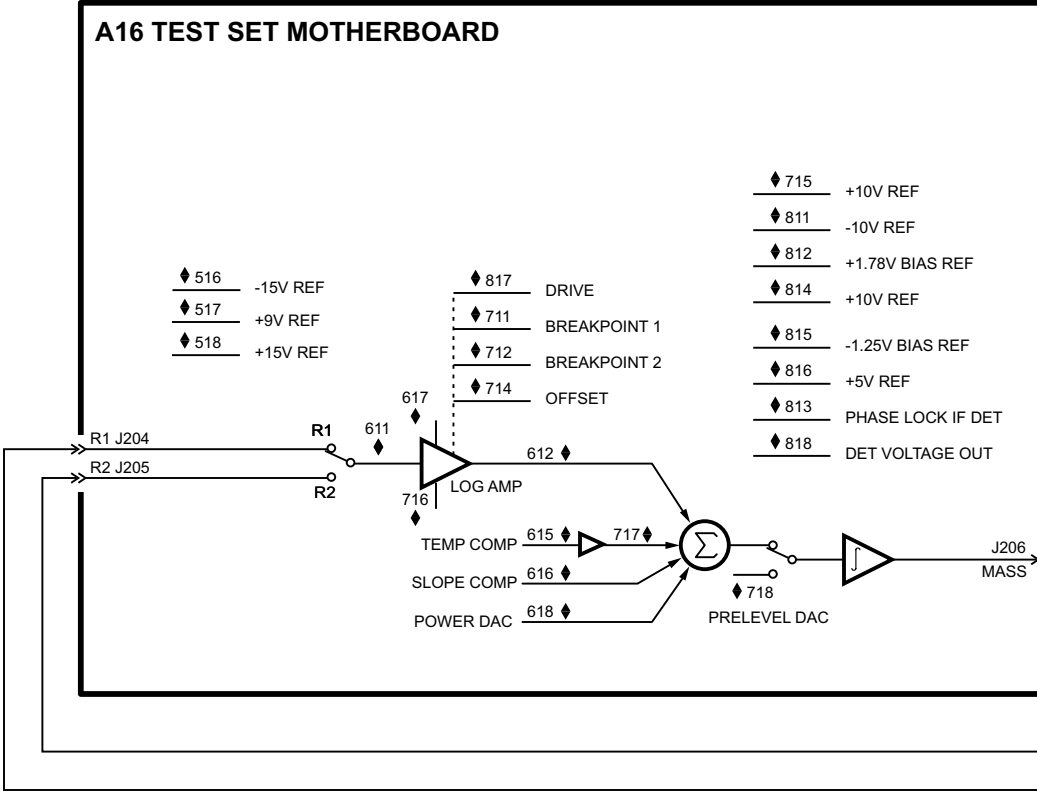 A16 TEST SET MOTHERBOARD
715 +10V REF
811 -10V REF
812 +1.78V BIAS REF
814 +10V REF
815 -1.25V BIAS REF
816 +5V REF
813 PHASE LOCK IF DET
818 DET VOLTAGE OUT
516 -15V REF
517 +9V REF
518 +15V REF
817 DRIVE
711 BREAKPOINT 1
712 BREAKPOINT 2
714 OFFSET
R1 J204
R2 J205
R1
R2
611
617
716
LOG AMP
612
TEMP COMP 615 717
SLOPE COMP 616
POWER DAC 618
Σ
718
PRELEVEL DAC
∫
J206
MASS